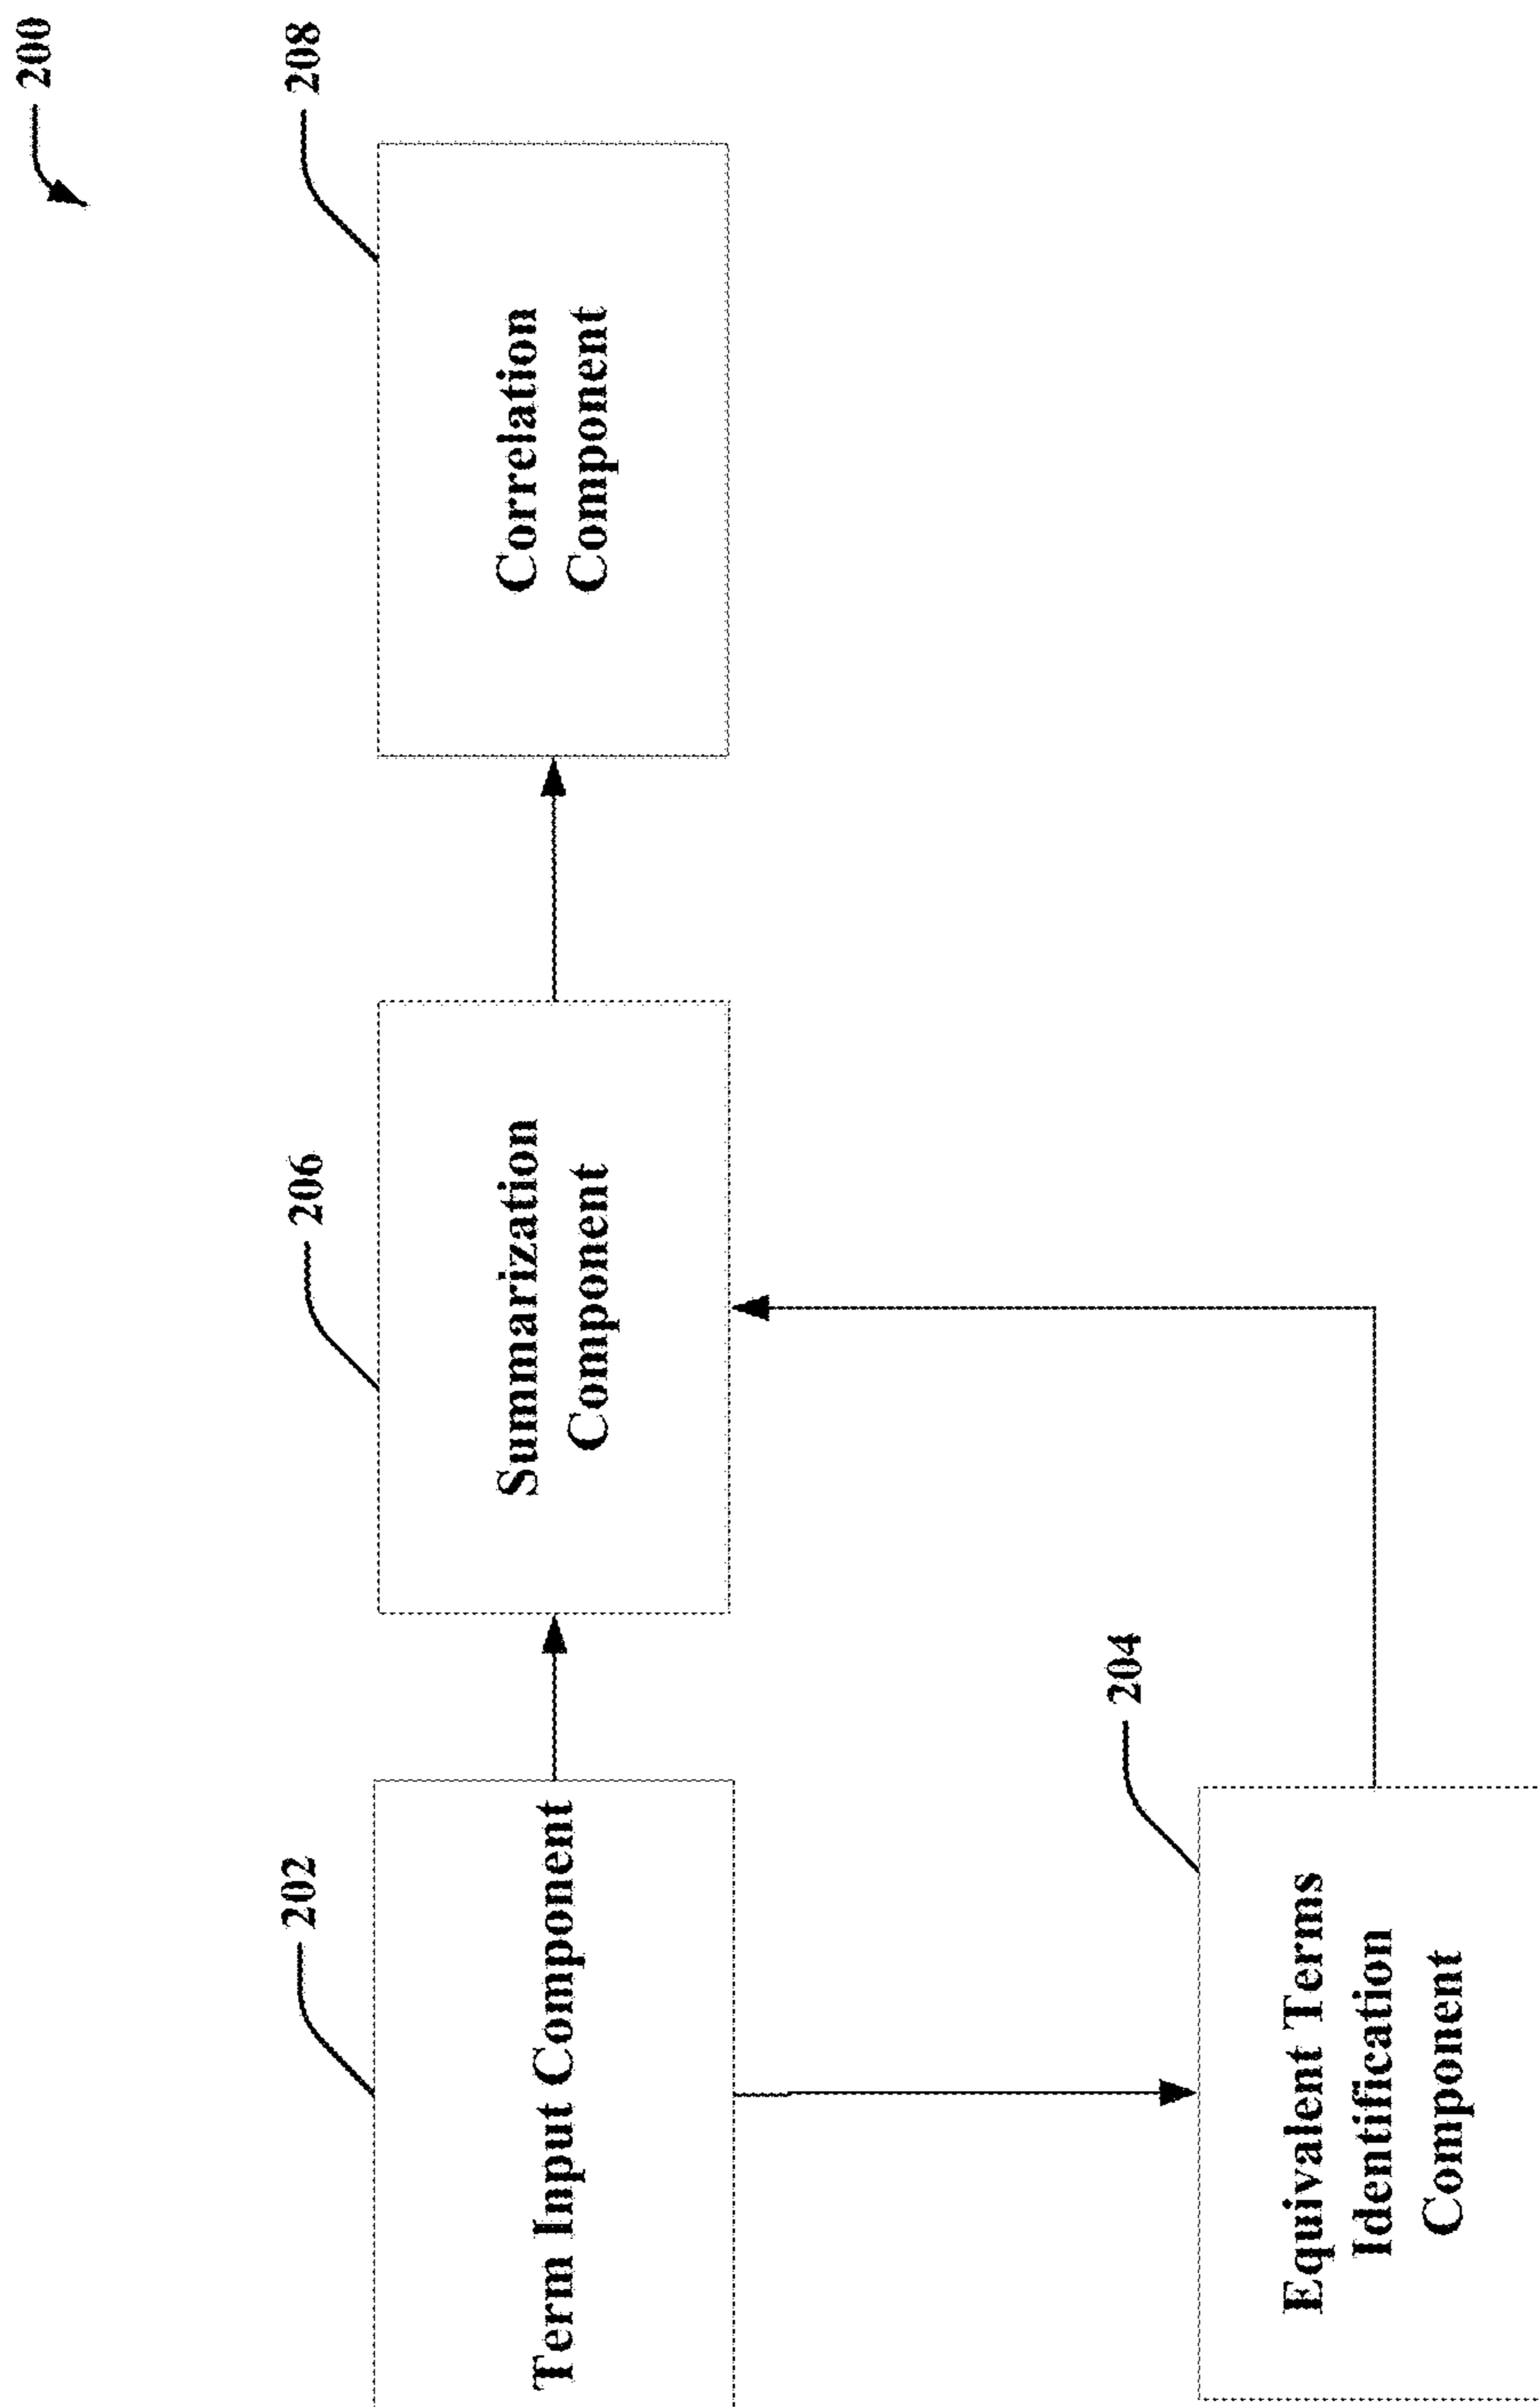 200
202
Term Input Component
206
Summarization
Component
208
Correlation
Component
204
Equivalent Terms
Identification
Component